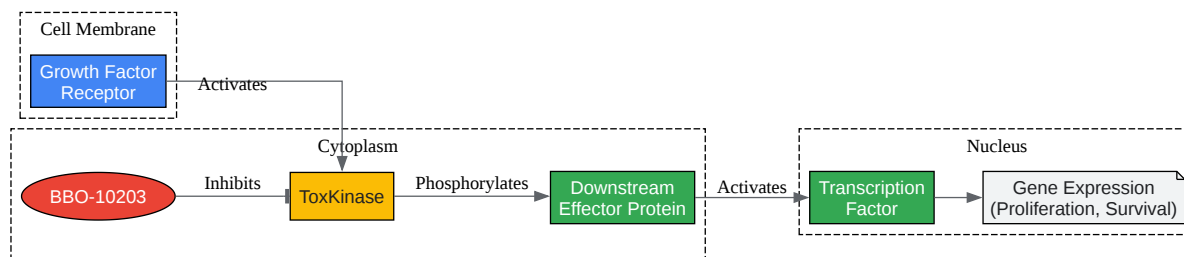 Cell Membrane
Growth Factor
Receptor
Activates
Cytoplasm
BBO-10203
Inhibits
ToxKinase
Phosphorylates
Downstream
Effector Protein
Activates
Nucleus
Transcription
Factor
Gene Expression
(Proliferation, Survival)